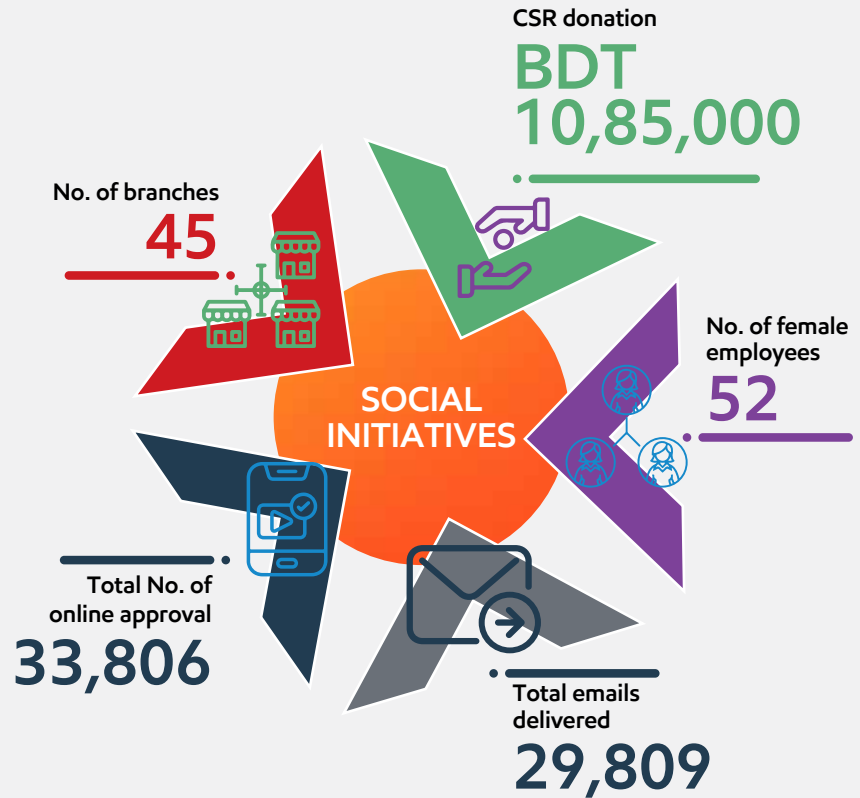 CSR donation
BDT
10,85,000
No. of branches
45
No. of female
employees
52
SOCIAL
INITIATIVES
Total No. of
online approval
33,806
Total emails
delivered
29,809